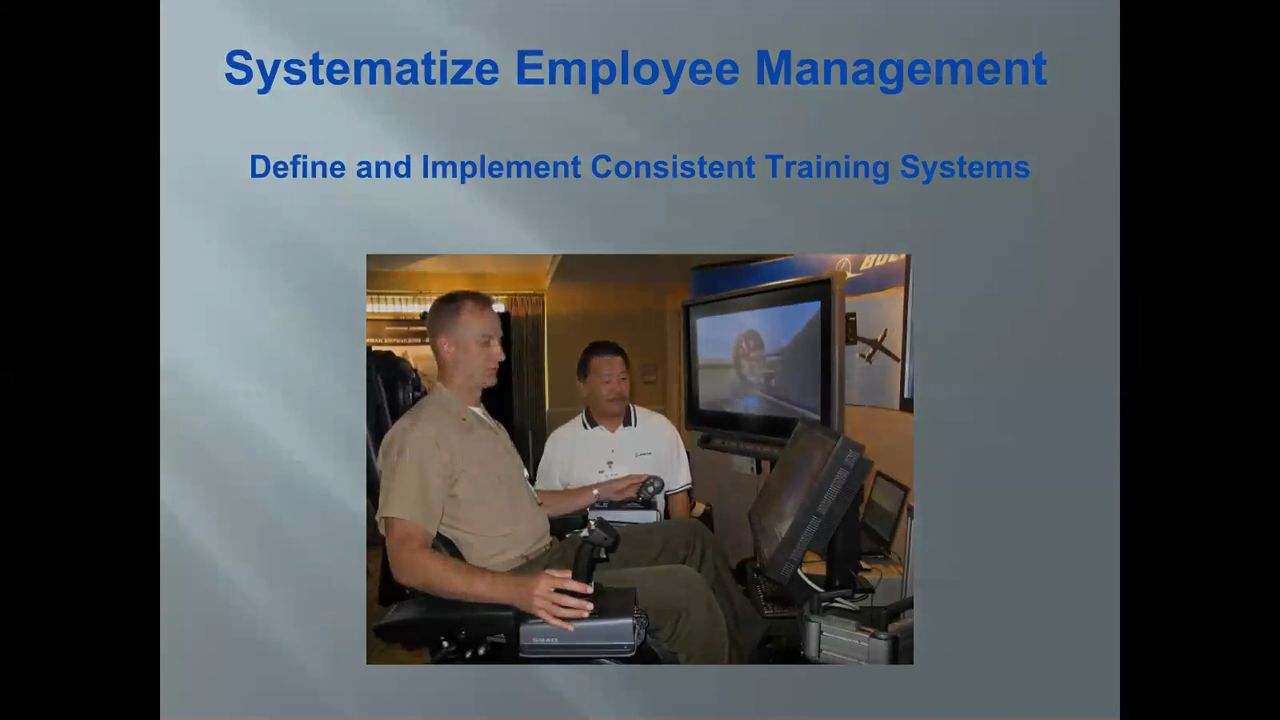 Systematize Employee Management
Define and Implement Consistent Training Systems